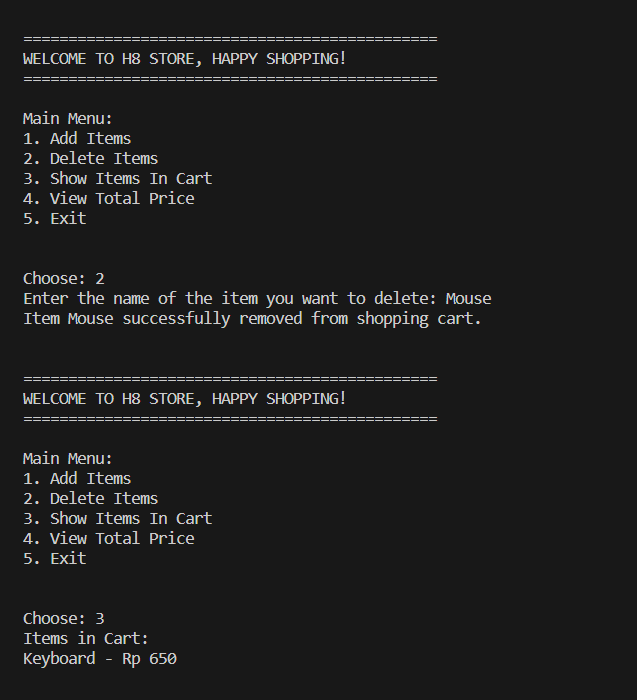 ==============================================
WELCOME TO H8 STORE, HAPPY SHOPPING!
==============================================
Main Menu:
1. Add Items
2. Delete Items
3. Show Items In Cart
4. View Total Price
5. Exit
Choose: 2
Enter the name of the item you want to delete: Mouse
Item Mouse successfully removed from shopping cart.
==============================================
WELCOME TO H8 STORE, HAPPY SHOPPING!
==============================================
Main Menu:
1. Add Items
2. Delete Items
3. Show Items In Cart
4. View Total Price
5. Exit
Choose: 3
Items in Cart:
Keyboard - Rp 650